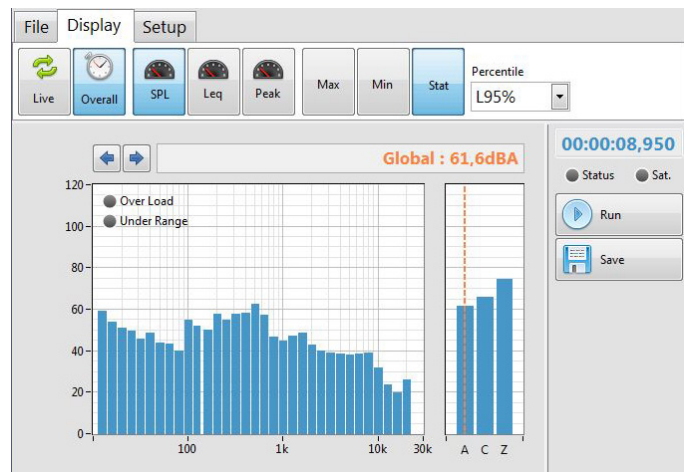 File Display Setup
Live Overall SPL Leq Peak Max Min Stat
Percentile
L95%
Global : 61,6dBA
00:00:08,950
Status Sat.
Run
Save
Over Load
Under Range
120
100
80
60
40
20
0
100 1k 10k 30k
A C Z